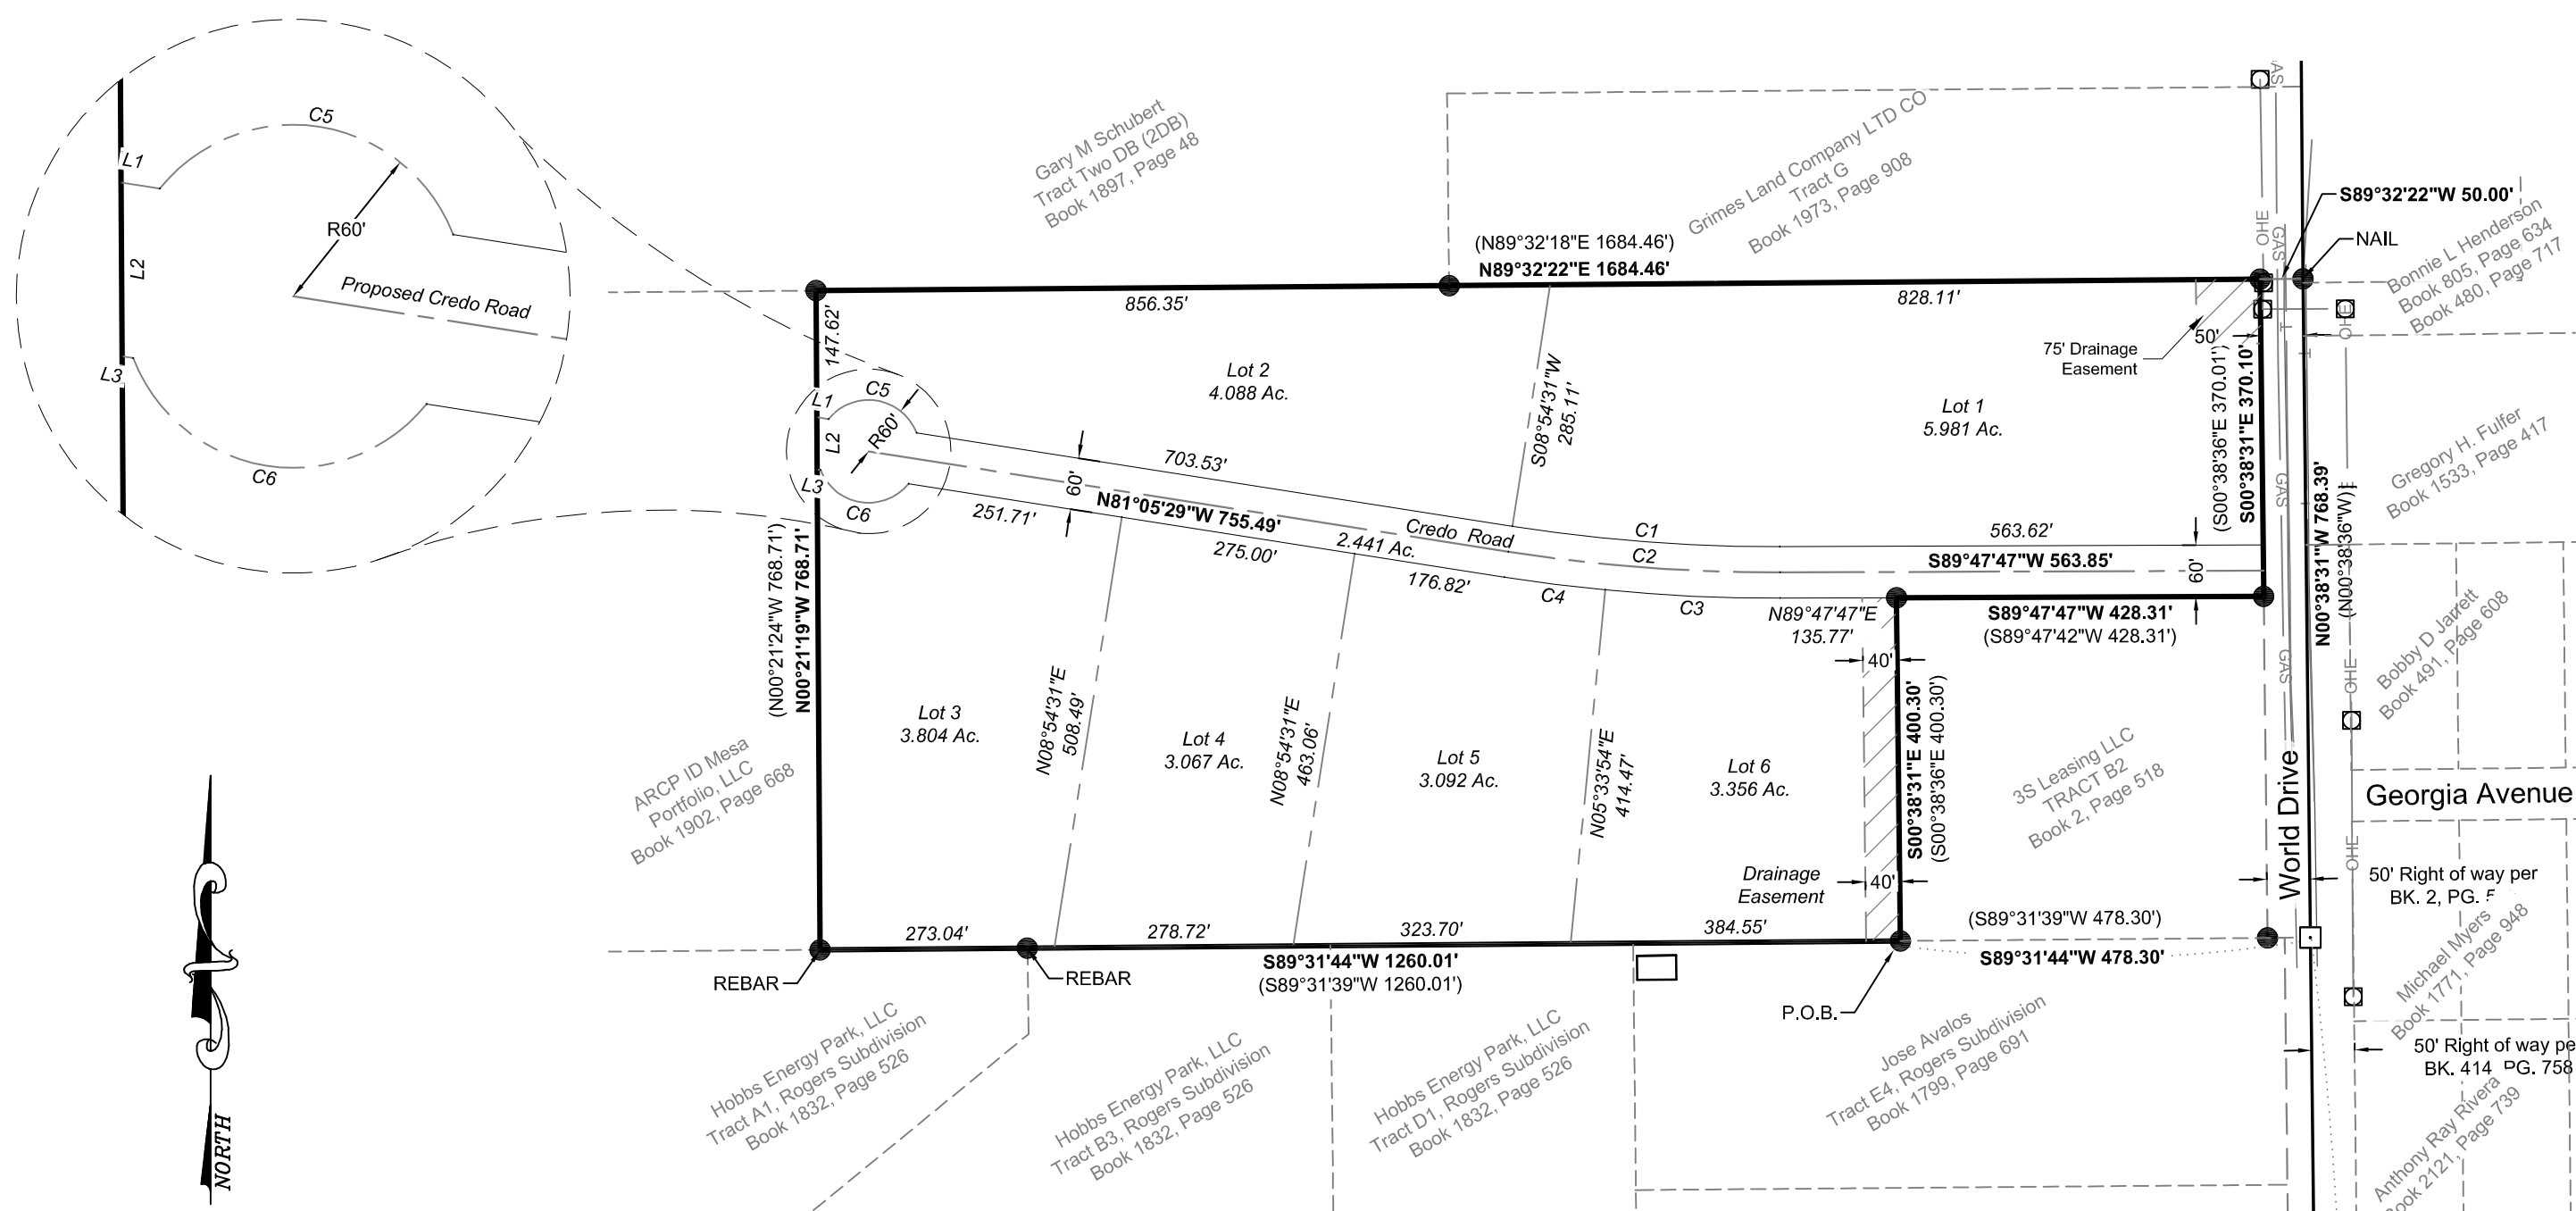 C5
L1
R60'
L2
Proposed Credo Road
L3
C6
Gary M Schubert
Tract Two DB (2DB)
Book 1897, Page 48
Grimes Land Company LTD CO
Tract G
Book 1973, Page 908
(N89°32'18"E 1684.46')
N89°32'22"E 1684.46'
856.35'
828.11'
GAS
OHE
GAS
S89°32'22"W 50.00'
NAIL
Bonnie L Henderson
Book 805, Page 634
Book 480, Page 717
147.62'
75' Drainage
Easement
50'
(S00°38'36"E 370.01')
S00°38'31"E 370.10'
OHE
Lot 2
4.088 Ac.
S08°54'31"W
285.11'
Lot 1
5.981 Ac.
C5
L1
L2
R60'
L3
C6
703.53'
60'
N81°05'29"W 755.49'
251.71'
275.00'
Credo Road
2.441 Ac.
176.82'
C1
C2
C4
C3
563.62'
S89°47'47"W 563.85'
60'
GAS
N00°38'31"W 768.39'
(N00°38'36"W)
Gregory H. Fulfer
Book 1533, Page 417
N89°47'47"E
135.77'
S89°47'47"W 428.31'
(S89°47'42"W 428.31')
(N00°21'24"W 768.71')
N00°21'19"W 768.71'
40'
GAS
OHE
Bobby D Jarrett
Book 491, Page 608
Lot 3
3.804 Ac.
N08°54'31"E
508.49'
Lot 4
3.067 Ac.
N08°54'31"E
463.06'
Lot 5
3.092 Ac.
N05°33'54"E
414.47'
Lot 6
3.356 Ac.
S00°38'31"E 400.30'
(S00°38'36"E 400.30')
3S Leasing LLC
TRACT B2
Book 2, Page 518
World Drive
Georgia Avenue
ARCP ID Mesa
Portfolio, LLC
Book 1902, Page 668
Drainage
Easement
40'
OHE
50' Right of way per
BK. 2, PG.
273.04'
278.72'
323.70'
384.55'
(S89°31'39"W 478.30')
S89°31'44"W 478.30'
S89°31'44"W 1260.01'
(S89°31'39"W 1260.01')
REBAR
REBAR
P.O.B.
Michael Myers
Book 1771, Page 948
50' Right of way pe
BK. 414 PG. 758
Hobbs Energy Park, LLC
Tract A1, Rogers Subdivision
Book 1832, Page 526
Hobbs Energy Park, LLC
Tract B3, Rogers Subdivision
Book 1832, Page 526
Hobbs Energy Park, LLC
Tract D1, Rogers Subdivision
Book 1832, Page 526
Jose Avalos
Tract E4, Rogers Subdivision
Book 1799, Page 691
Anthony Ray Rivera
Book 2121, Page 739
NORTH